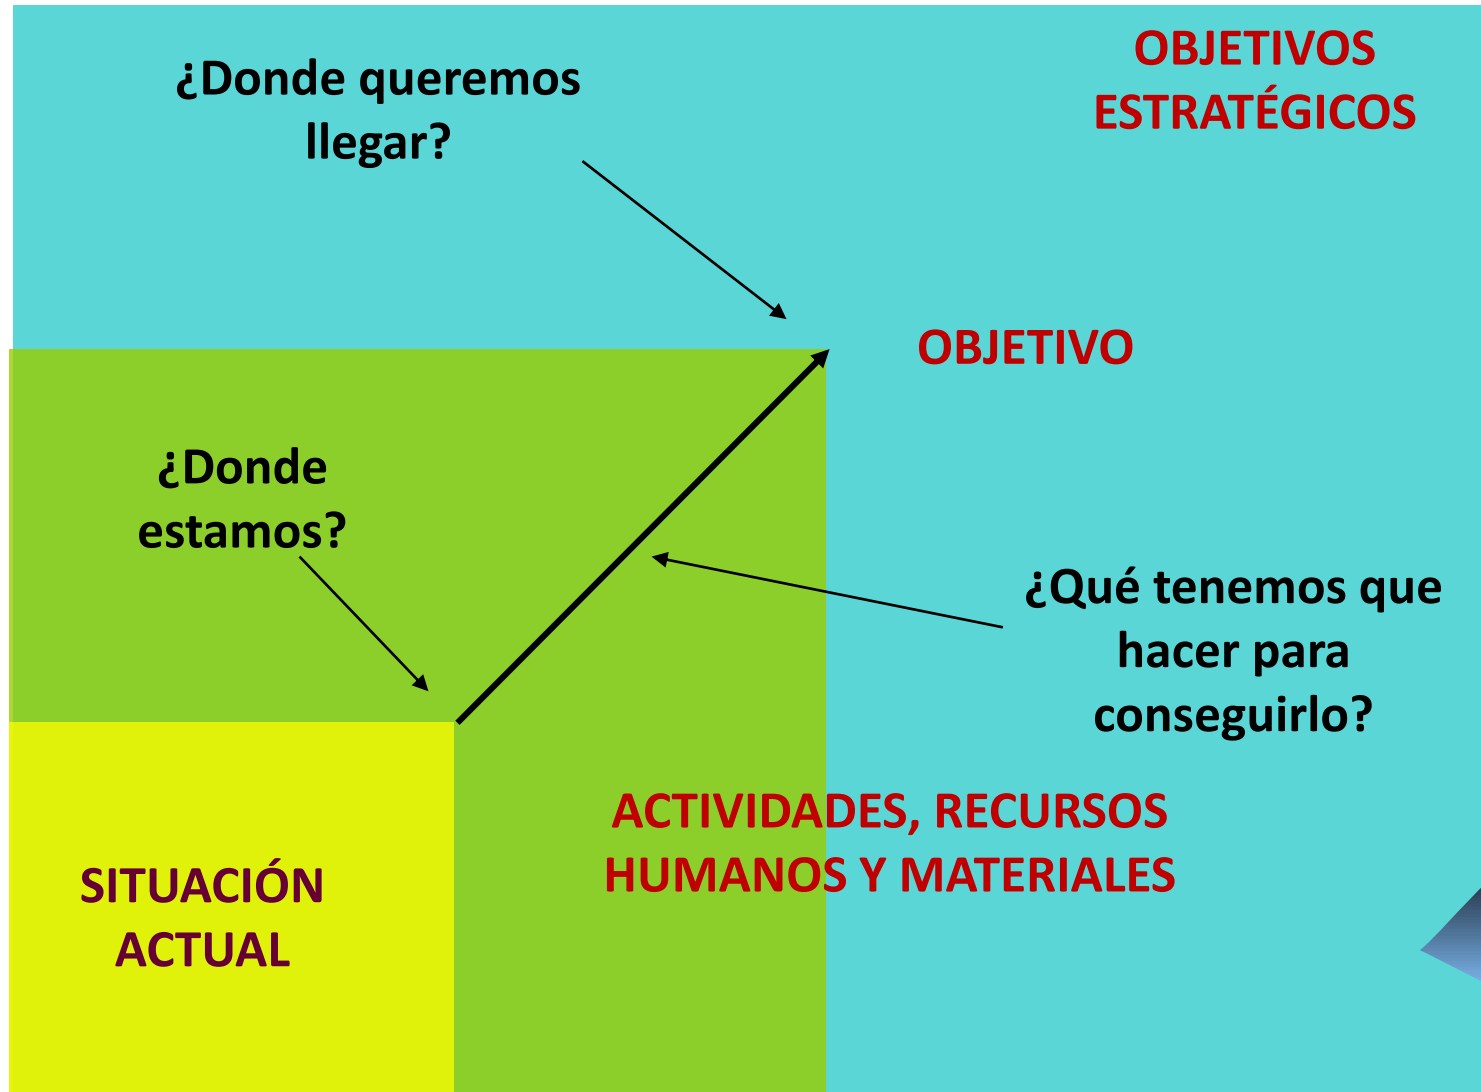 ¿Donde queremos
llegar?
OBJETIVOS
ESTRATÉGICOS
OBJETIVO
¿Donde
estamos?
¿Qué tenemos que
hacer para
conseguirlo?
ACTIVIDADES, RECURSOS
HUMANOS Y MATERIALES
SITUACIÓN
ACTUAL